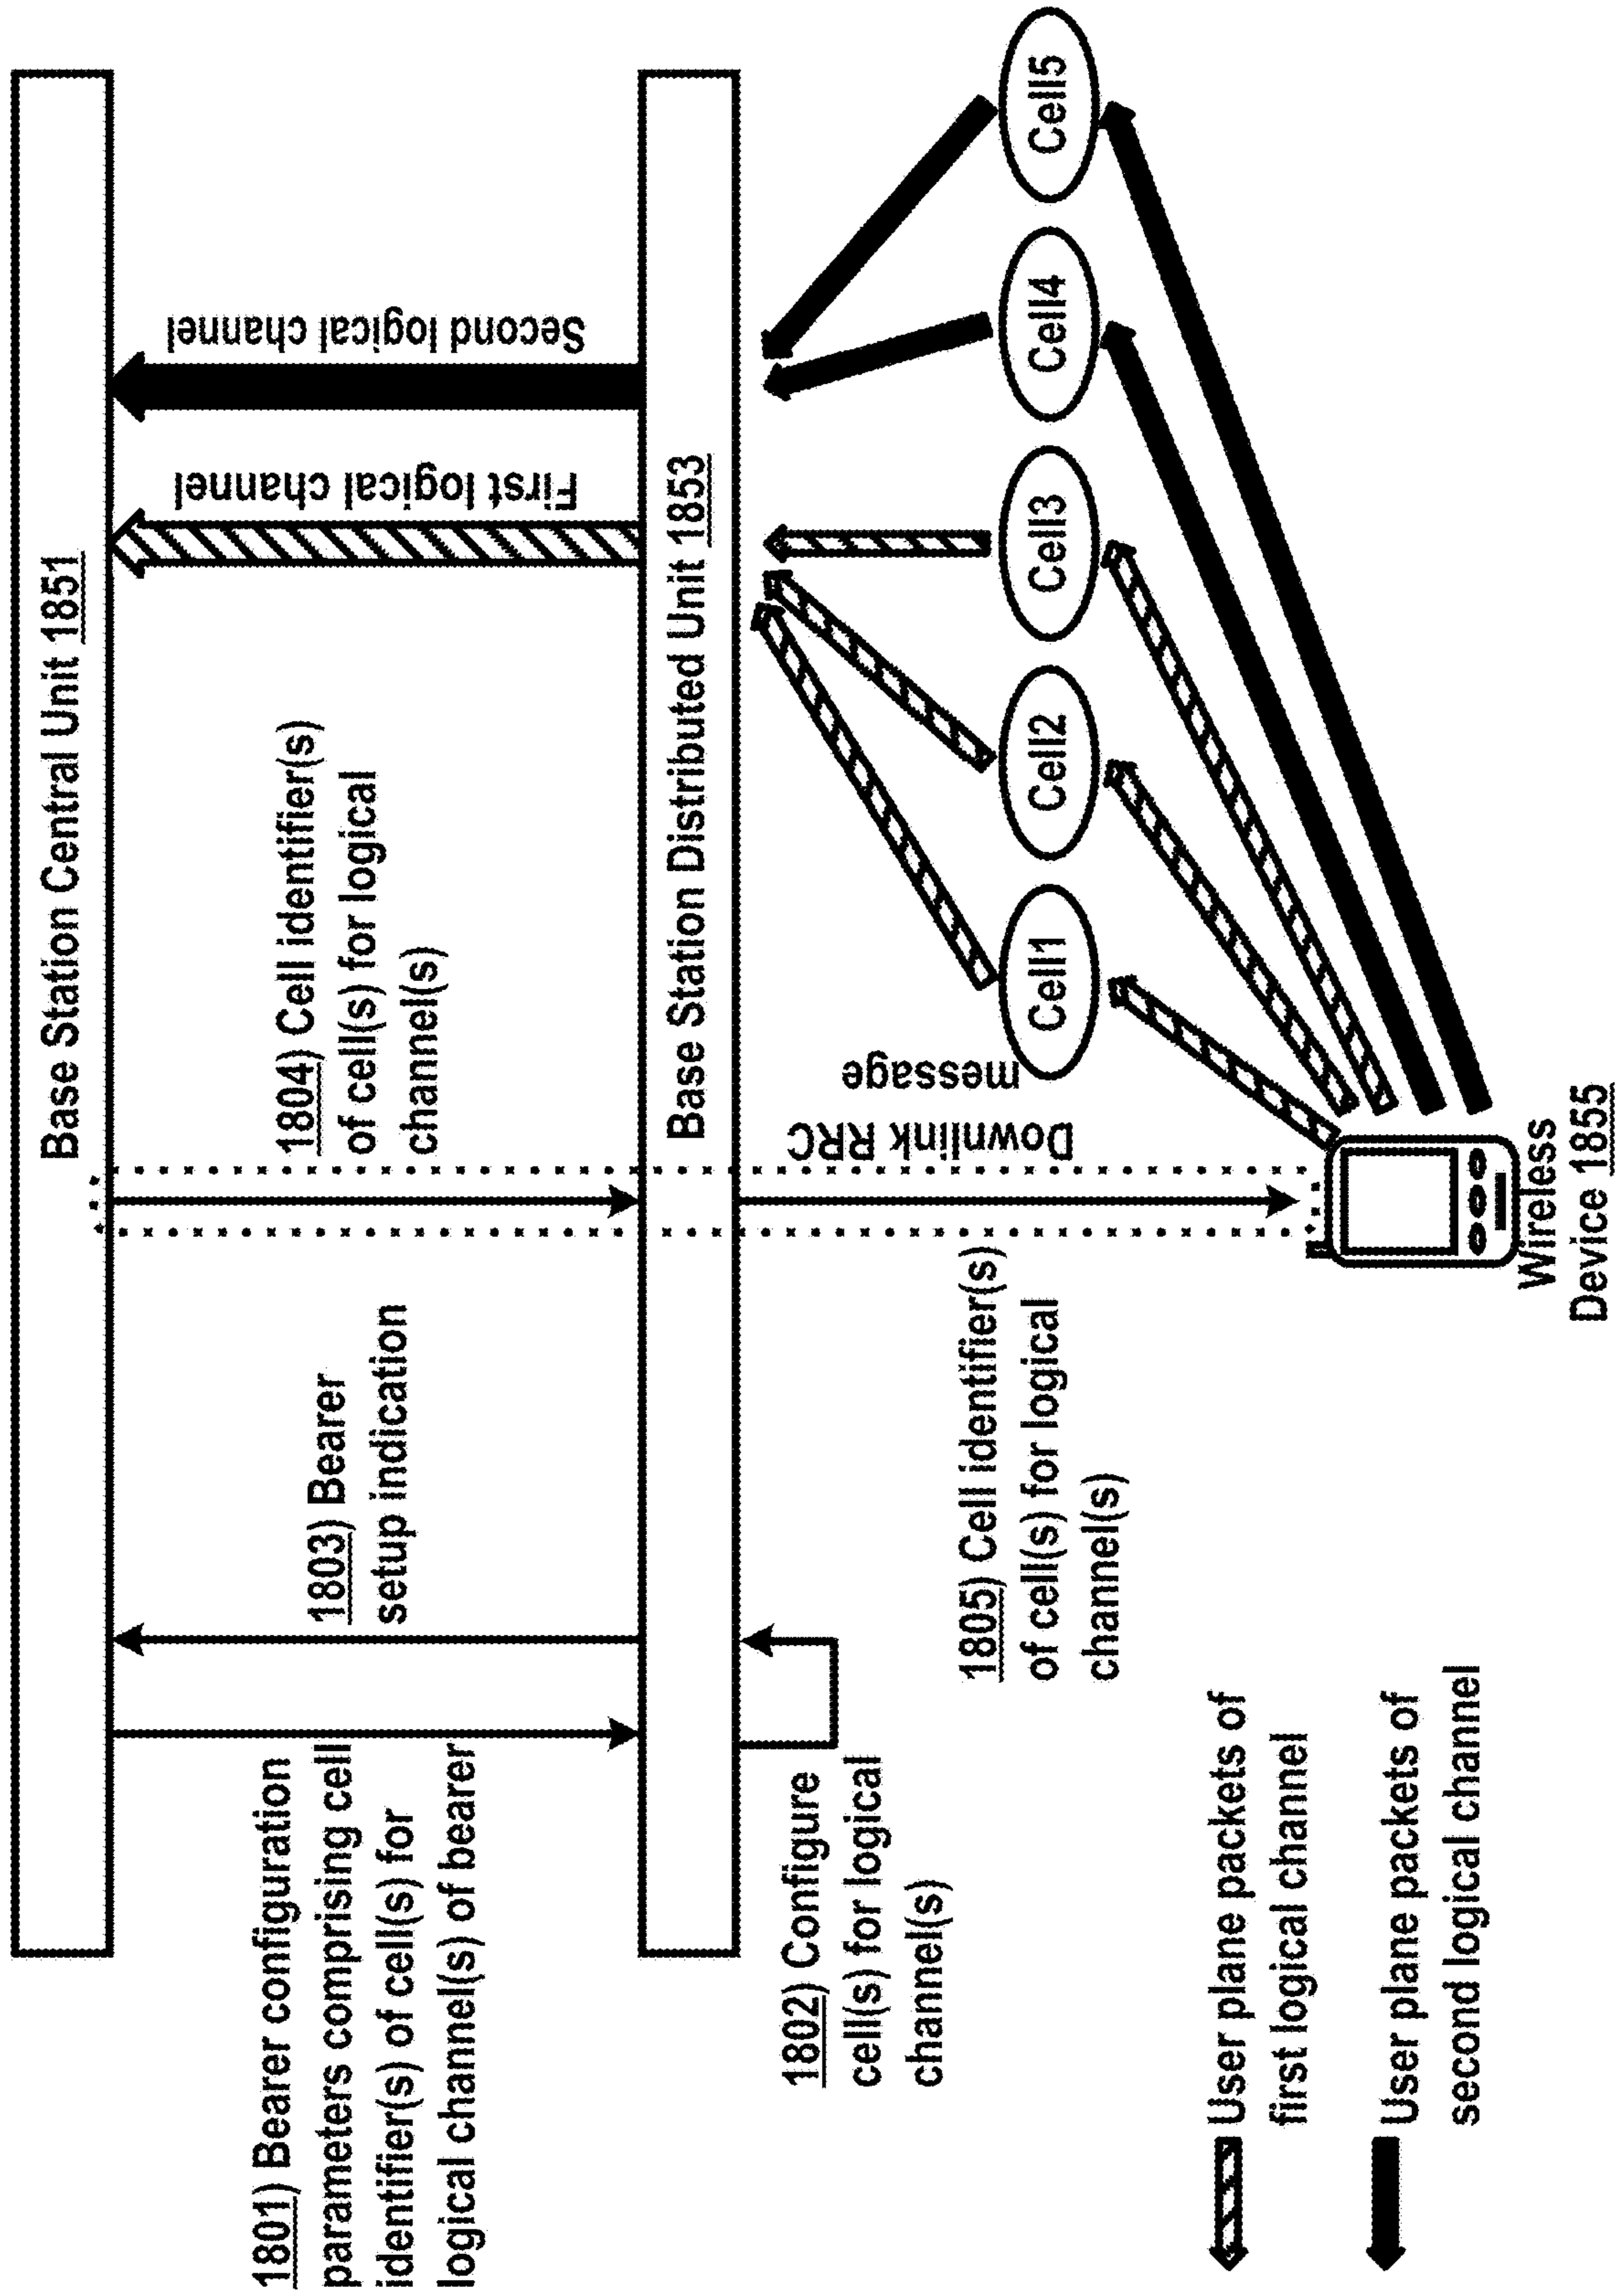 Base Station Central Unit 1851
1801) Bearer configuration
parameters comprising cell
identifier(s) of cell(s) for
logical channel(s) of bearer
1803) Bearer
setup indication
1804) Cell identifier(s)
of cell(s) for logical
channel(s)
First logical channel
Second logical channel
Base Station Distributed Unit 1853
1802) Configure
cell(s) for logical
channel(s)
1805) Cell identifier(s)
of cell(s) for logical
channel(s)
Downlink RRC
message
Cell1
Cell2
Cell3
Cell4
Cell5
Wireless
Device 1855
User plane packets of
first logical channel
User plane packets of
second logical channel